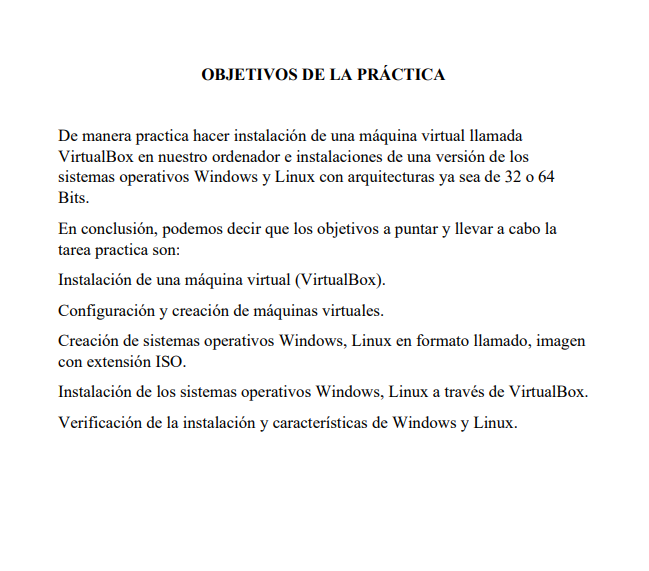 OBJETIVOS DE LA PRÁCTICA
De manera practica hacer instalación de una máquina virtual llamada
VirtualBox en nuestro ordenador e instalaciones de una versión de los
sistemas operativos Windows y Linux con arquitecturas ya sea de 32 o 64
Bits.
En conclusión, podemos decir que los objetivos a puntar y llevar a cabo la
tarea practica son:
Instalación de una máquina virtual (VirtualBox).
Configuración y creación de máquinas virtuales.
Creación de sistemas operativos Windows, Linux en formato llamado, imagen
con extensión ISO.
Instalación de los sistemas operativos Windows, Linux a través de VirtualBox.
Verificación de la instalación y características de Windows y Linux.